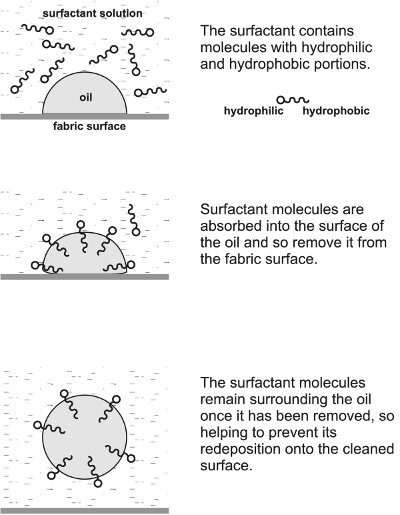 surfactant solution
oil
fabric surface
The surfactant contains
molecules with hydrophilic
and hydrophobic portions.
hydrophilic hydrophobic
Surfactant molecules are
absorbed into the surface of
the oil and so remove it from
the fabric surface.
The surfactant molecules
remain surrounding the oil
once it has been removed, so
helping to prevent its
redeposition onto the cleaned
surface.